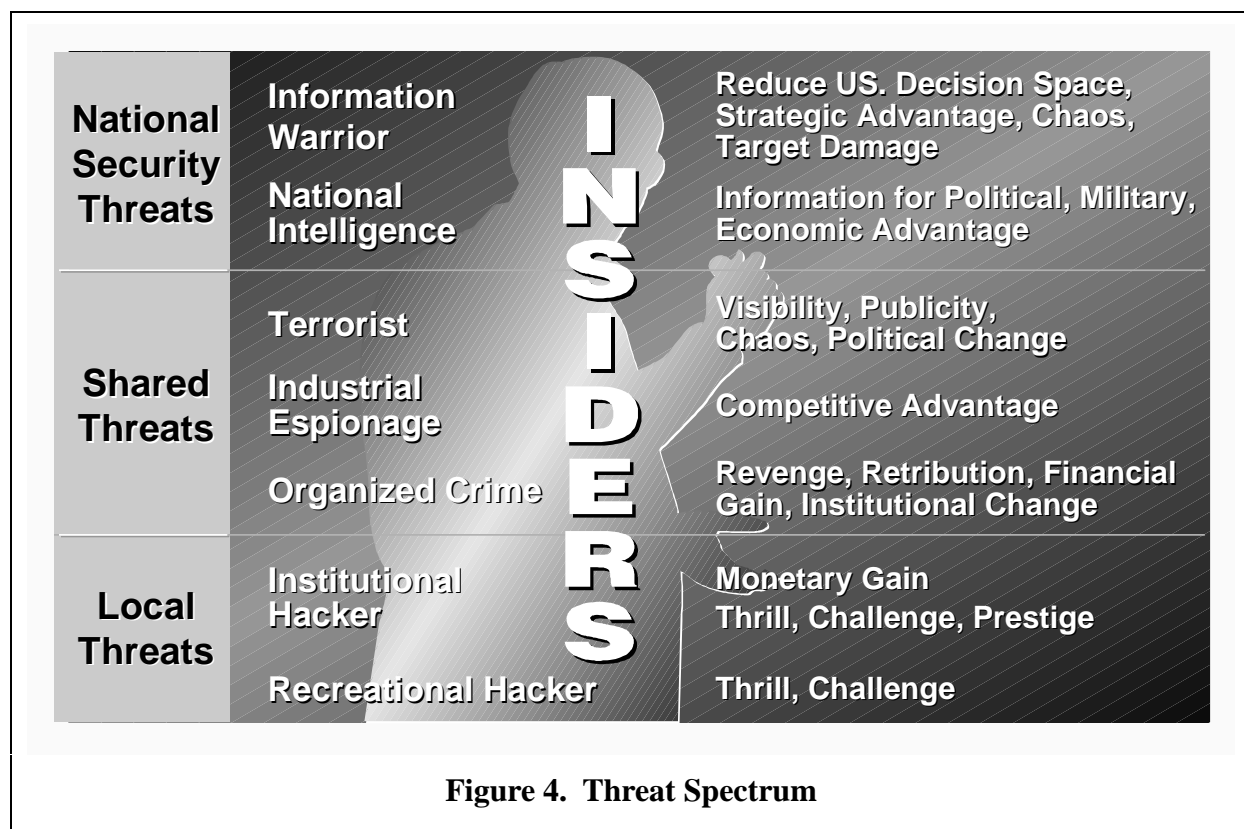 National
Security
Threats
Information
Warrior
Reduce US. Decision Space,
Strategic Advantage, Chaos,
Target Damage
National
Intelligence
Information for Political, Military,
Economic Advantage
Shared
Threats
Terrorist
Visibility, Publicity,
Chaos, Political Change
Industrial
Espionage
Competitive Advantage
Organized Crime
Revenge, Retribution, Financial
Gain, Institutional Change
Local
Threats
Institutional
Hacker
Monetary Gain
Thrill, Challenge, Prestige
Recreational Hacker
Thrill, Challenge
INSIDERS
Figure 4. Threat Spectrum